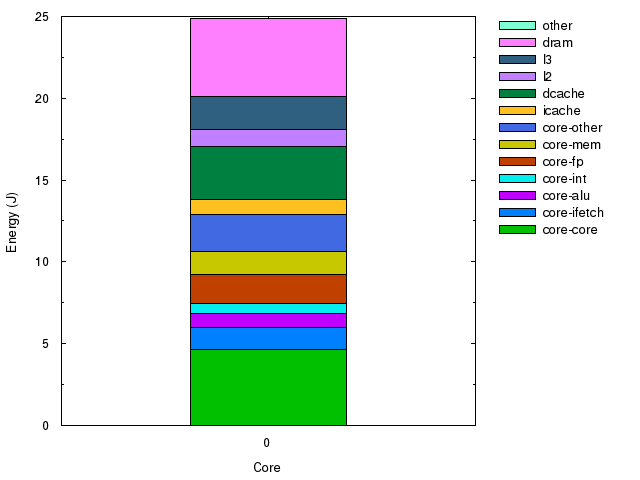 25
20
15
10
5
0
Energy (J)
0
Core
other
dram
l3
l2
dcache
icache
core-other
core-mem
core-fp
core-int
core-alu
core-ifetch
core-core